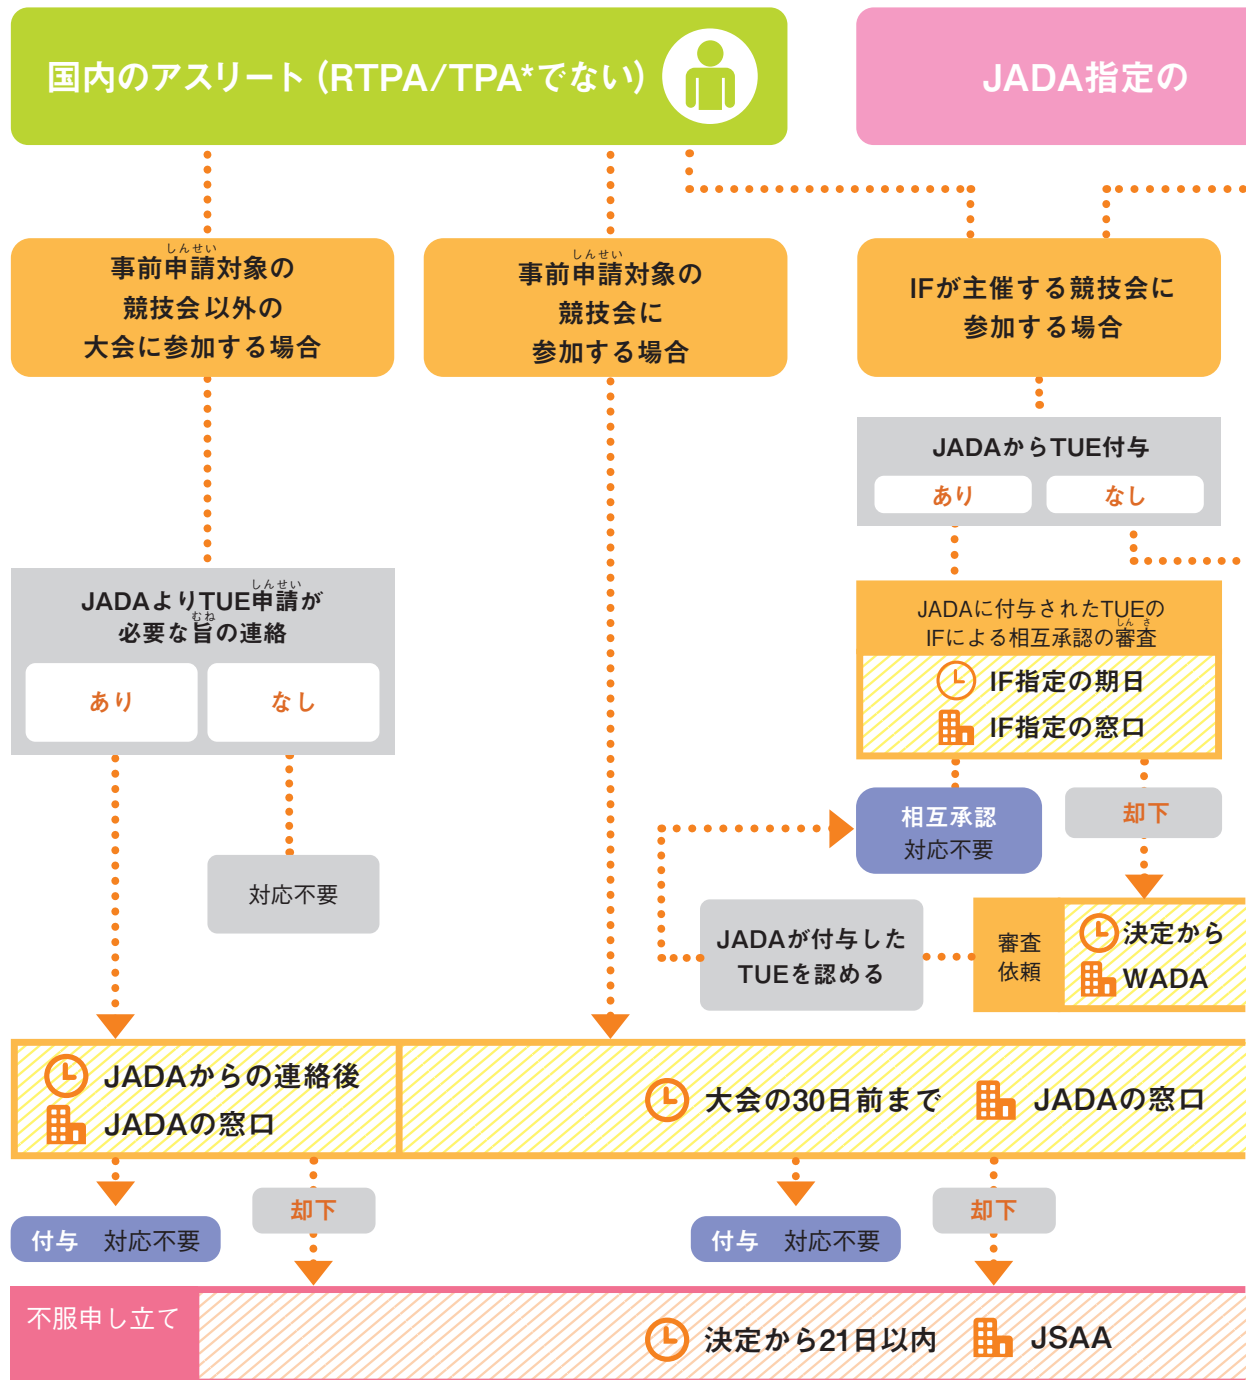 国内のアスリート(RTPA/TPA*でない)
JADA指定の
事前申請対象の
しんせい
競技会以外の
大会に参加する場合
事前申請対象の
しんせい
競技会に
参加する場合
IFが主催する競技会に
参加する場合
JADAからTUE付与
あり
なし
JADAよりTUE申請が
しんせい
必要な旨の連絡
むね
あり
なし
JADAに付与されたTUEの
IFによる相互承認の審査
しんさ
IF指定の期日
IF指定の窓口
相互承認
対応不要
却下
対応不要
JADAが付与した
TUEを認める
審査
依頼
決定から
WADA
JADAからの連絡後
JADAの窓口
大会の30日前まで
JADAの窓口
付与 対応不要
却下
付与 対応不要
却下
不服申し立て
決定から21日以内
JSAA